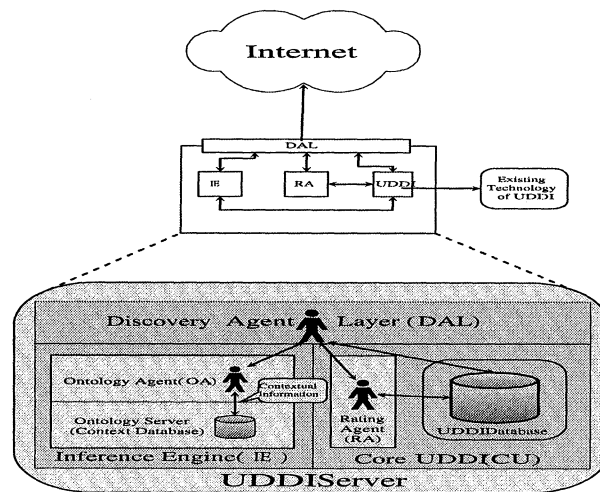 Internet
DAL
IE
RA
UDDI
Existing
Technology
of UDDI
Discovery Agent Layer (DAL)
Ontology Agent(OA)
Contextual
Information
Ontology Server
(Context Database)
Rating
Agent
(RA)
UDDIDatabase
Inference Engine( IE )
Core UDDI(CU)
UDDIServer